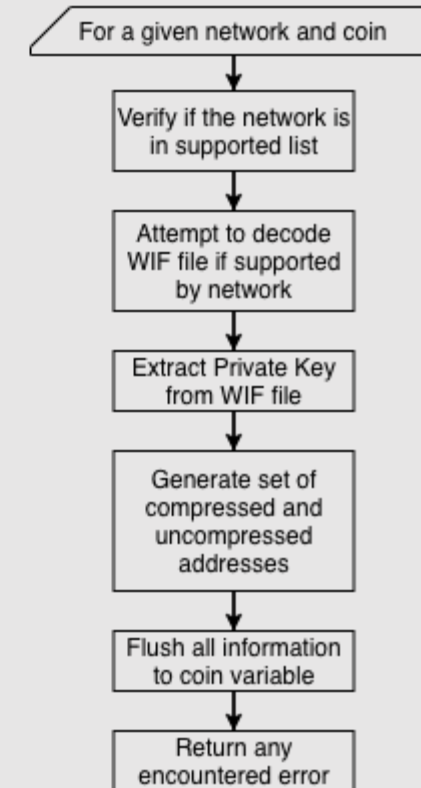 For a given network and coin
Verify if the network is
in supported list
Attempt to decode
WIF file if supported
by network
Extract Private Key
from WIF file
Generate set of
compressed and
uncompressed
addresses
Flush all information
to coin variable
Return any
encountered error